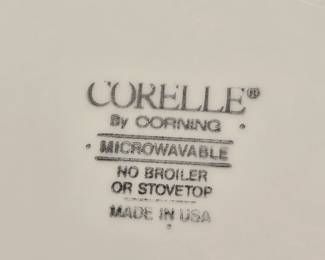 CORELLE®
By CORNING
MICROWAVABLE
NO BROILER
OR STOVETOP
MADE IN USA